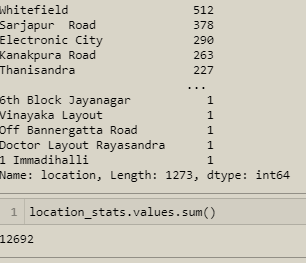 Whitefield 512
Sarjapur  Road 378
Electronic City 290
Kanakpura Road 263
Thanisandra 227
...
6th Block Jayanagar 1
Vinayaka Layout 1
Off Bannergatta Road 1
Doctor Layout Rayasandra 1
1 Immadihalli 1
Name: location, Length: 1273, dtype: int64
1 location_stats.values.sum()
12692